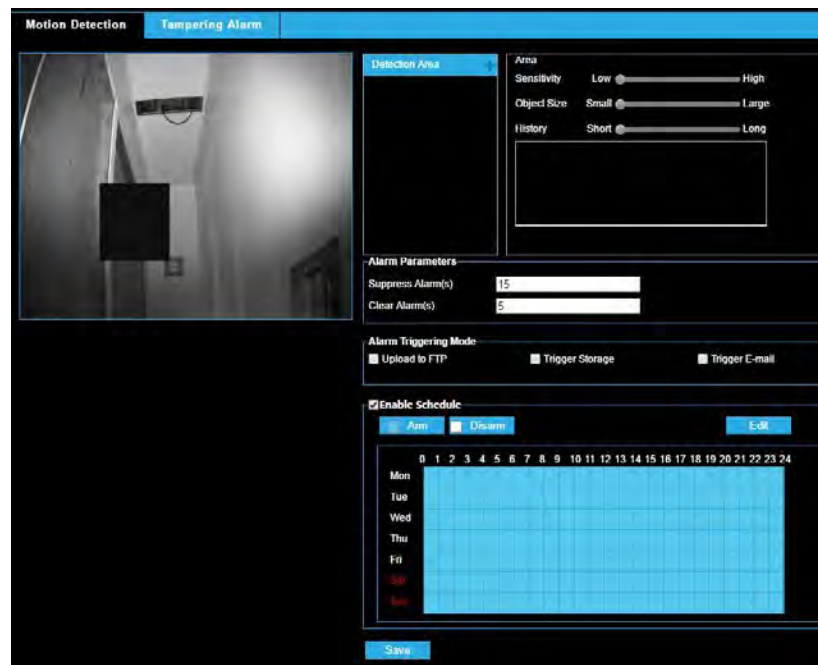 Motion Detection
Tampering Alarm
Detection Area +
Area
Sensitivity Low High
Object Size Small Large
History Short Long
Alarm Parameters
Suppress Alarm(s) 15
Clear Alarm(s) 5
Alarm Triggering Mode
Upload to FTP Trigger Storage Trigger E-mail
Enable Schedule
Arm Disarm Edit
0 1 2 3 4 5 6 7 8 9 10 11 12 13 14 15 16 17 18 19 20 21 22 23 24
Mon
Tue
Wed
Thu
Fri
Sat
Sun
Save